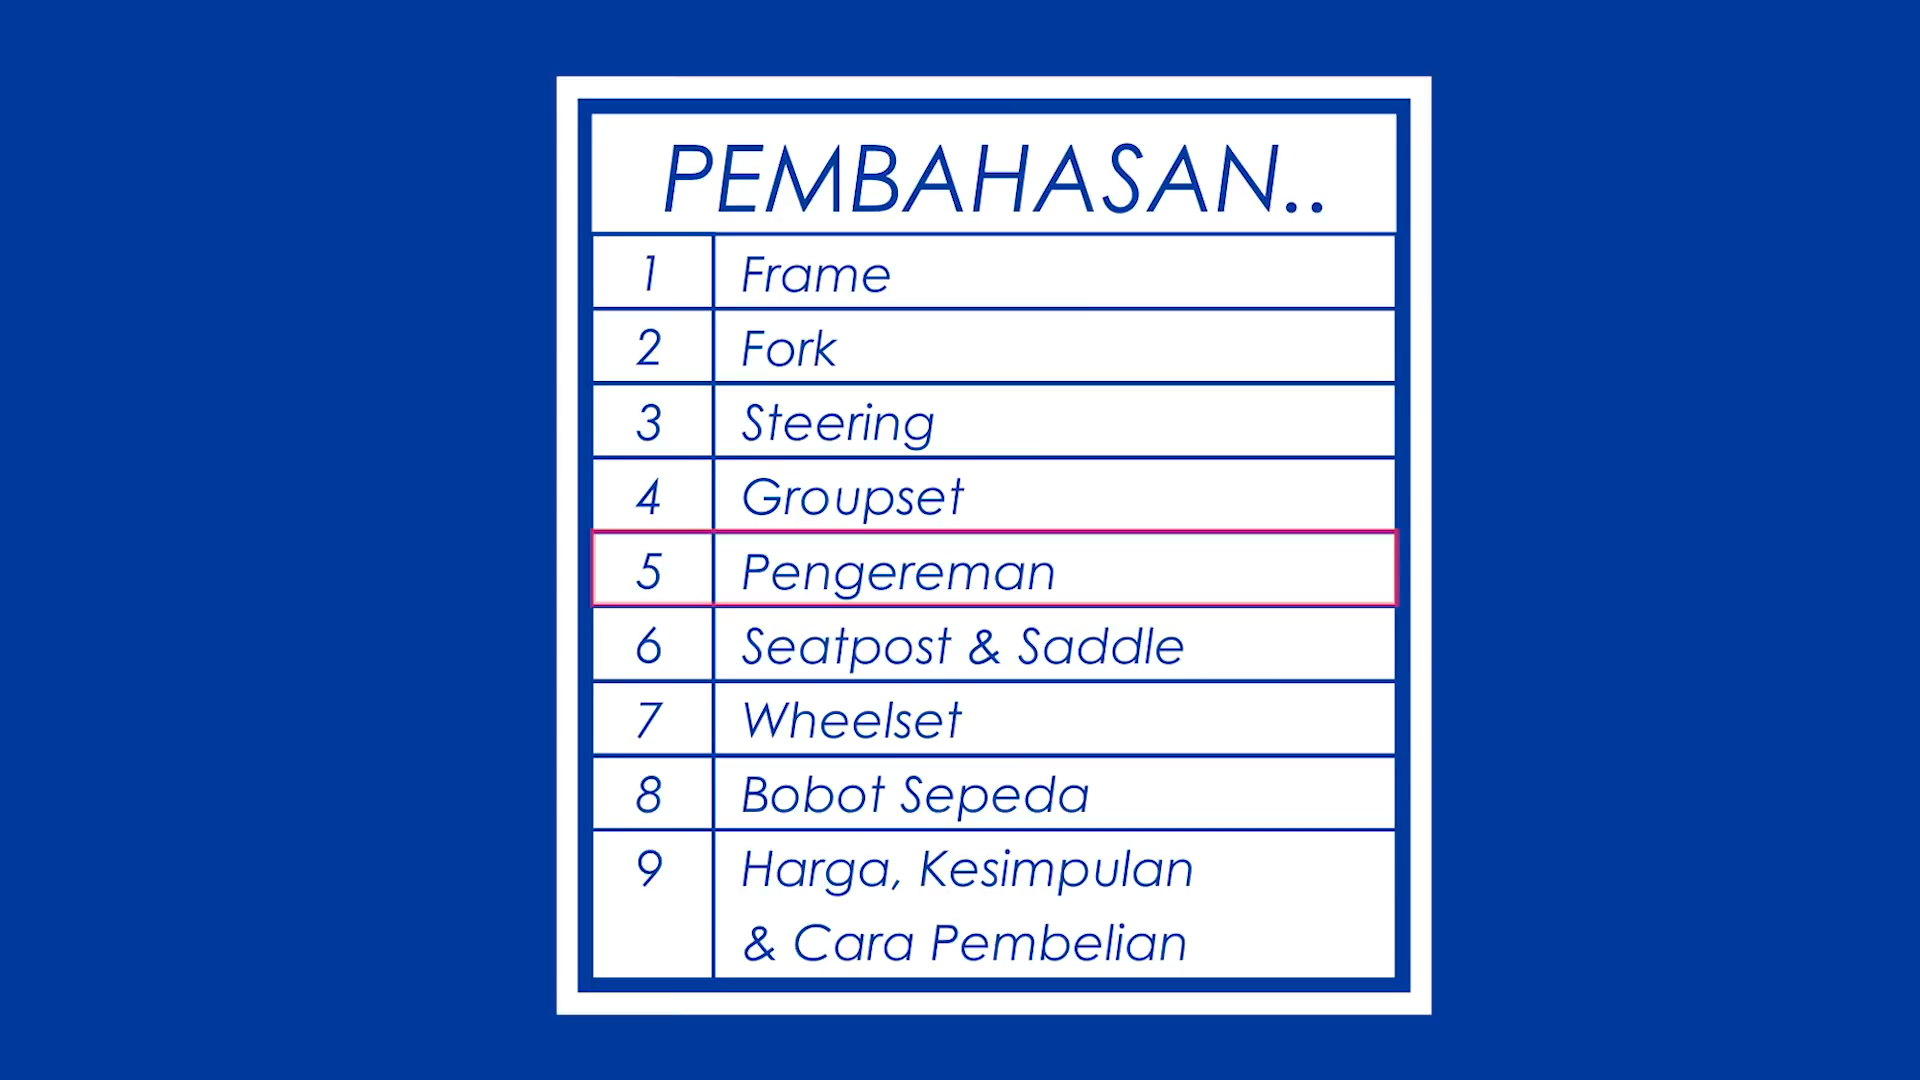 PEMBAHASAN..
1 Frame
2 Fork
3 Steering
4 Groupset
5 Pengereman
6 Seatpost & Saddle
7 Wheelset
8 Bobot Sepeda
9 Harga, Kesimpulan
& Cara Pembelian